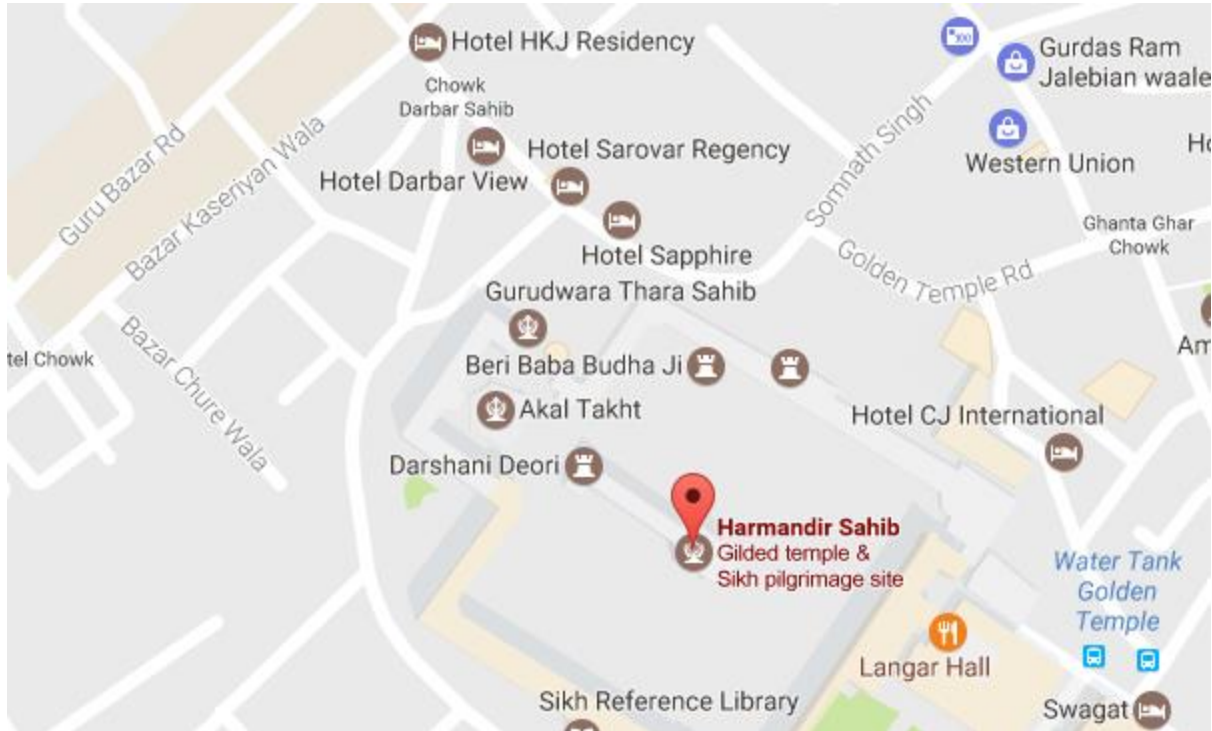 Hotel HKJ Residency
Gurdas Ram
Jalebian waale
Chowk
Darbar Sahib
Guru Bazar Rd
Bazar Kaseriyan Wala
Hotel Sarovar Regency
Somnath Singh
Western Union
Hotel Darbar View
Ghanta Ghar
Chowk
Hotel Sapphire
Golden Temple Rd
Gurudwara Thara Sahib
Bazar Chure Wala
tel Chowk
Beri Baba Budha Ji
Akal Takht
Hotel CJ International
Darshani Deori
Harmandir Sahib
Gilded temple &
Sikh pilgrimage site
Water Tank
Golden
Temple
Langar Hall
Sikh Reference Library
Swagat